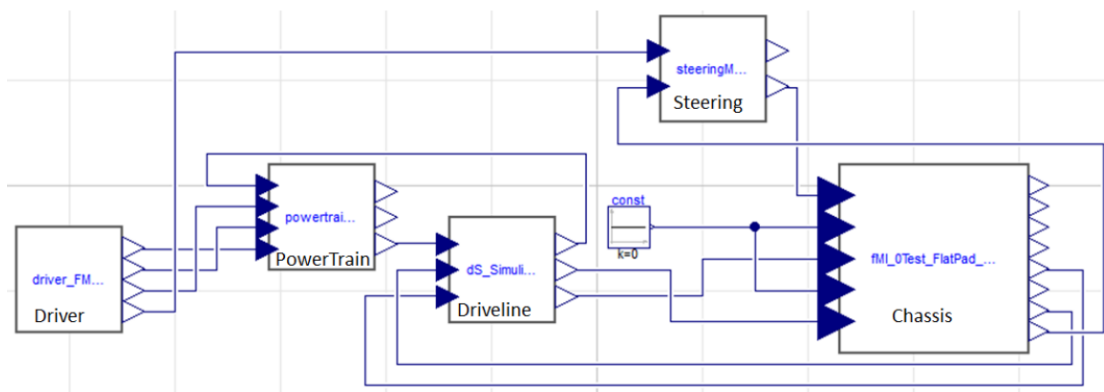 steeringM...
Steering
powertrai...
PowerTrain
const
k=0
driver_FM...
Driver
dS_Simuli...
Driveline
fMI_0Test_FlatPad_...
Chassis